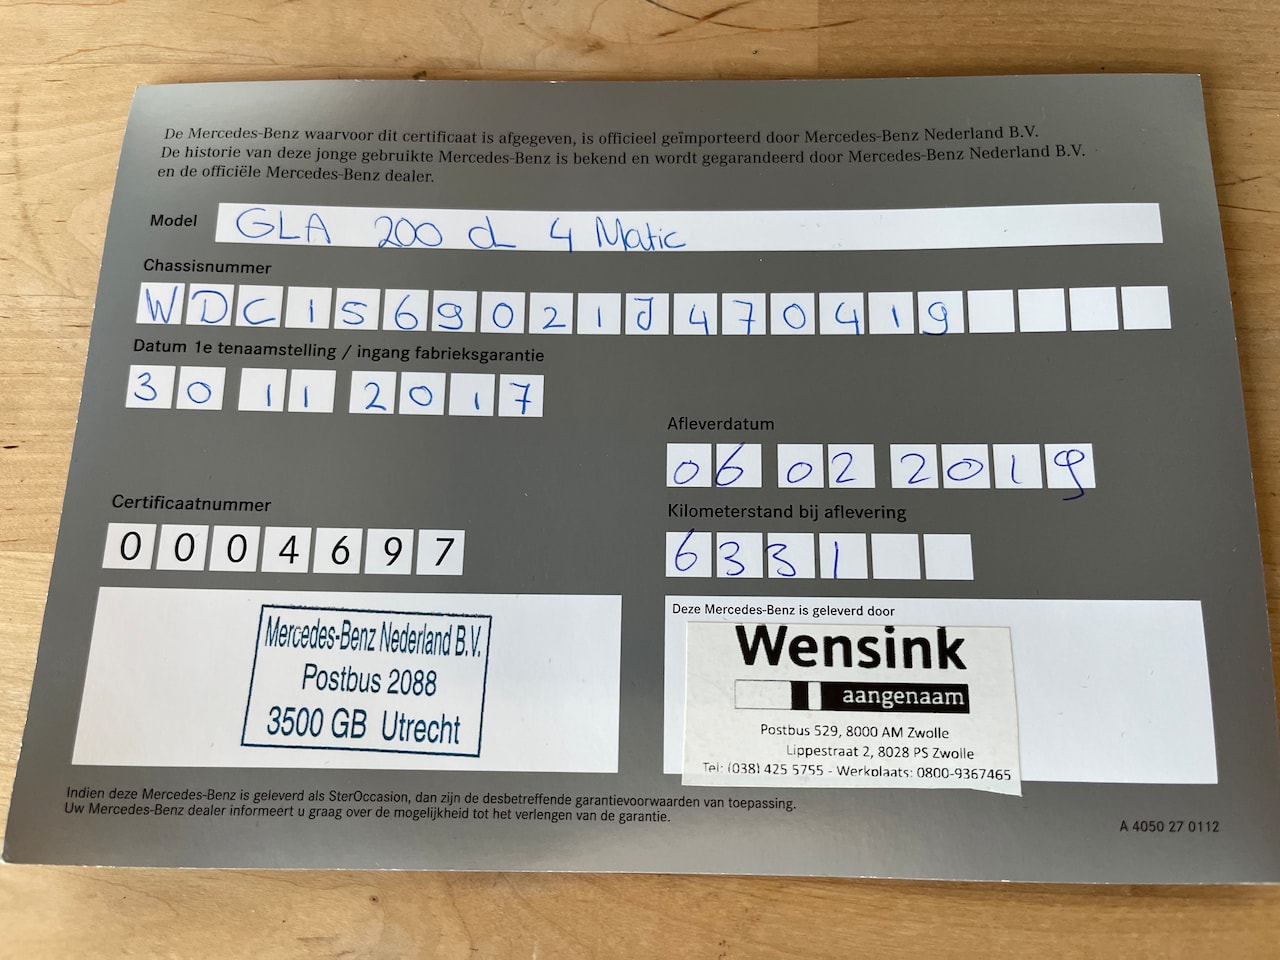 De Mercedes-Benz waarvoor dit certificaat is afgegeven, is officieel geïmporteerd door Mercedes-Benz Nederland B.V.
De historie van deze jonge gebruikte Mercedes-Benz is bekend en wordt gegarandeerd door Mercedes-Benz Nederland B.V.
en de officiële Mercedes-Benz dealer.
Model GLA 200 d 4 Matic
Chassisnummer
WDC1569021J470419
Datum 1e tenaamstelling / ingang fabrieksgarantie
30 11 2017
Afleverdatum
06 02 2019
Certificaatnummer
0004697
Kilometerstand bij aflevering
6331
Mercedes-Benz Nederland B.V.
Postbus 2088
3500 GB Utrecht
Deze Mercedes-Benz is geleverd door
Wensink
aangenaam
Postbus 529, 8000 AM Zwolle
Lippestraat 2, 8028 PS Zwolle
Tel: (038) 425 5755 - Werkplaats: 0800-9367465
Indien deze Mercedes-Benz is geleverd als SterOccasion, dan zijn de desbetreffende garantievoorwaarden van toepassing.
Uw Mercedes-Benz dealer informeert u graag over de mogelijkheid tot het verlengen van de garantie.
A 4050 27 0112